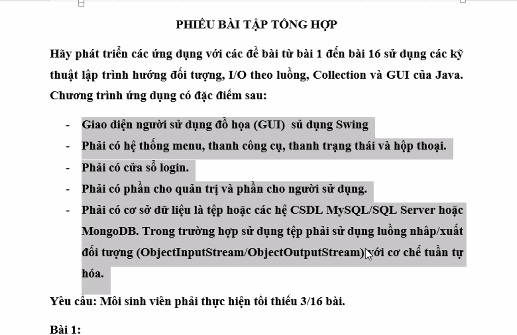 PHIẾU BÀI TẬP TỔNG HỢP
Hãy phát triển các ứng dụng với các đề bài từ bài 1 đến bài 16 sử dụng các kỹ
thuật lập trình hướng đối tượng, I/O theo luồng, Collection và GUI của Java.
Chương trình ứng dụng có đặc điểm sau:
- Giao diện người sử dụng đồ họa (GUI) sủ dụng Swing
- Phải có hệ thống menu, thanh công cụ, thanh trạng thái và hộp thoại.
- Phải có cửa sổ login.
- Phải có phần cho quản trị và phần cho người sử dụng.
- Phải có cơ sở dữ liệu là tệp hoặc các hệ CSDL MySQL/SQL Server hoặc
MongoDB. Trong trường hợp sử dụng tệp phải sử dụng luồng nhâp/xuất
đối tượng (ObjectInputStream/ObjectOutputStream) với cơ chế tuần tự
hóa.
Yêu cầu: Mỗi sinh viên phải thực hiện tối thiểu 3/16 bài.
Bài 1: